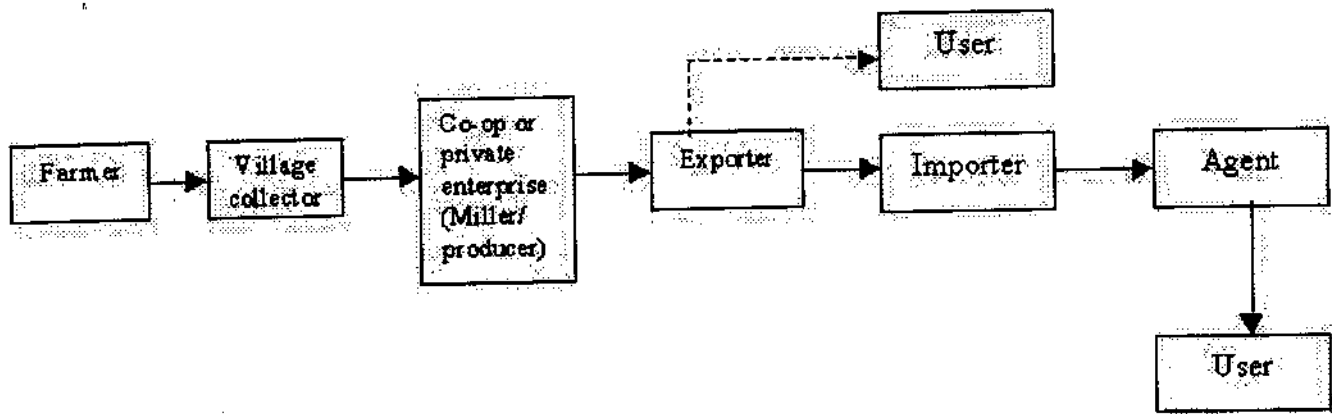 User
Farmer
Village
collector
Co-op or
private
enterprise
(Miller/
producer)
Exporter
Importer
Agent
User